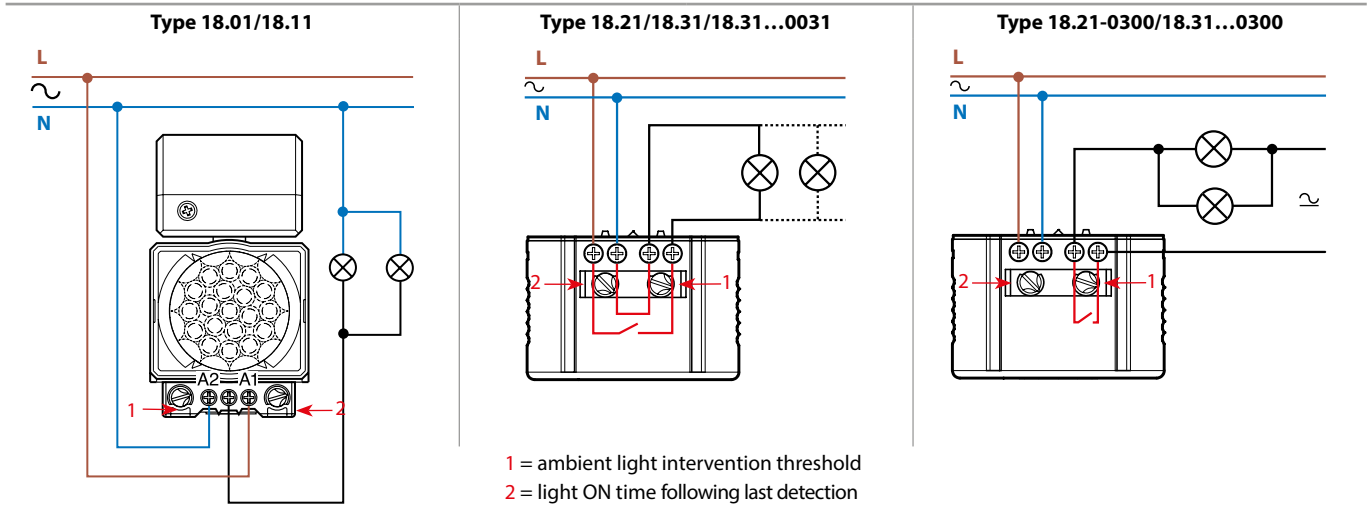 Type 18.01/18.11
L
N
A2 A1
1
2
Type 18.21/18.31/18.31...0031
L
N
2
1
Type 18.21-0300/18.31…0300
L
N
2
1
1 = ambient light intervention threshold
2 = light ON time following last detection